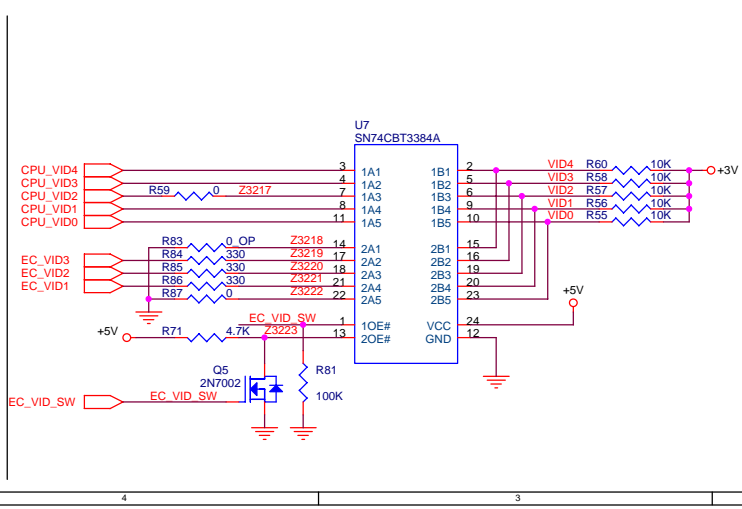 U7
SN74CBT3384A
CPU_VID4 3 1A1 1B1 2 VID4 R60 10K +3V
CPU_VID3 4 1A2 1B2 5 VID3 R58 10K
CPU_VID2 R59 0 Z3217 7 1A3 1B3 6 VID2 R57 10K
CPU_VID1 8 1A4 1B4 9 VID1 R56 10K
CPU_VID0 11 1A5 1B5 10 VID0 R55 10K
R83 0_OP Z3218 14 2A1 2B1 15
EC_VID3 R84 330 Z3219 17 2A2 2B2 16
EC_VID2 R85 330 Z3220 18 2A3 2B3 19
EC_VID1 R86 330 Z3221 21 2A4 2B4 20
R87 0 Z3222 22 2A5 2B5 23
+5V
EC_VID_SW 1 1OE# VCC 24
+5V R71 4.7K Z3223 13 2OE# GND 12
Q5
2N7002
R81
100K
EC_VID_SW EC_VID_SW
4 3